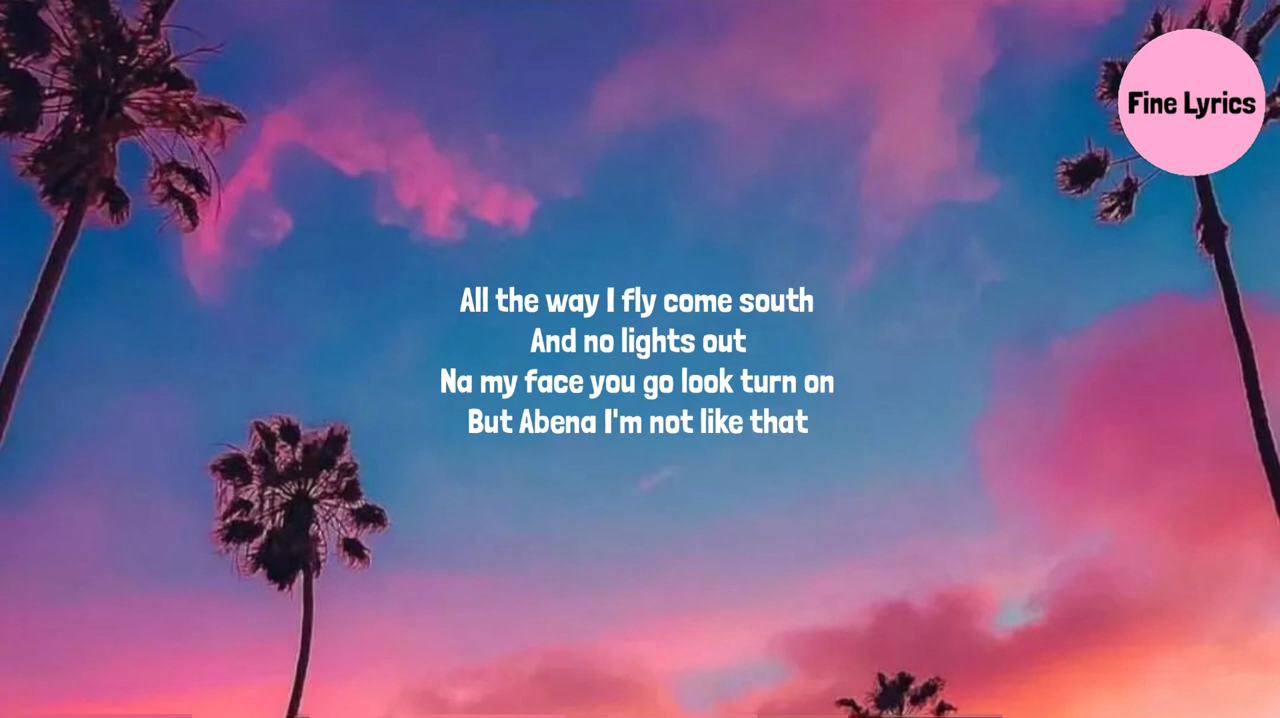 Fine Lyrics
All the way I fly come south
And no lights out
Na my face you go look turn on
But Abena I'm not like that